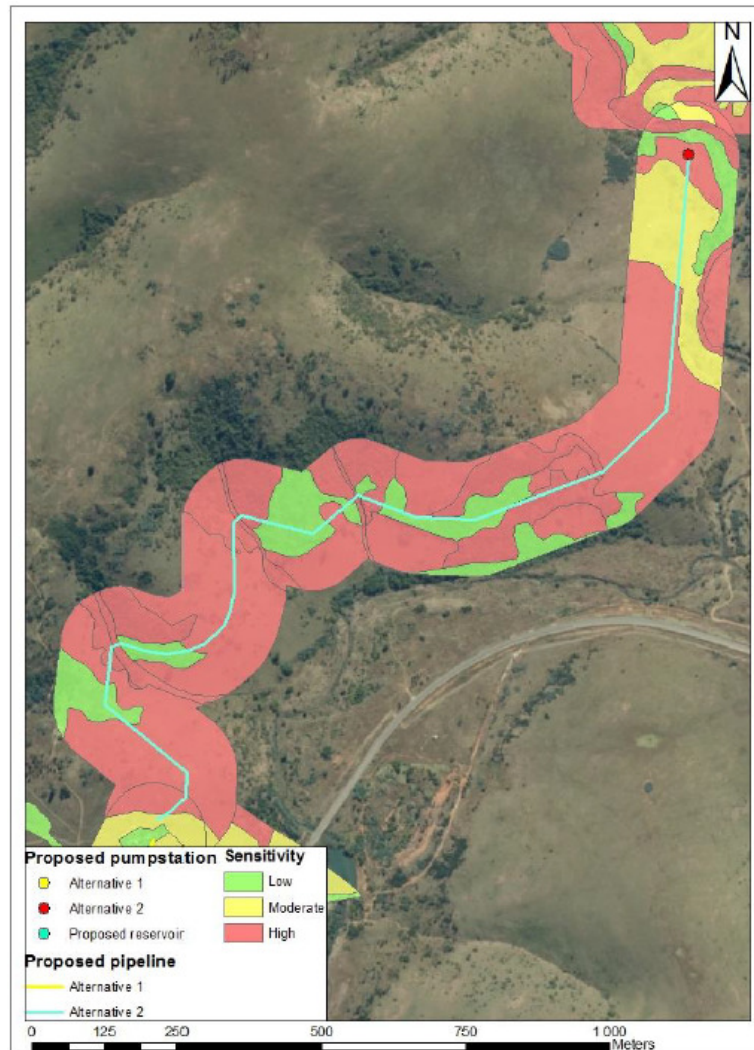 N
Proposed pumpstation
Alternative 1
Alternative 2
Proposed reservoir
Proposed pipeline
Alternative 1
Alternative 2
Sensitivity
Low
Moderate
High
0 125 250 500 750 1 000
Meters